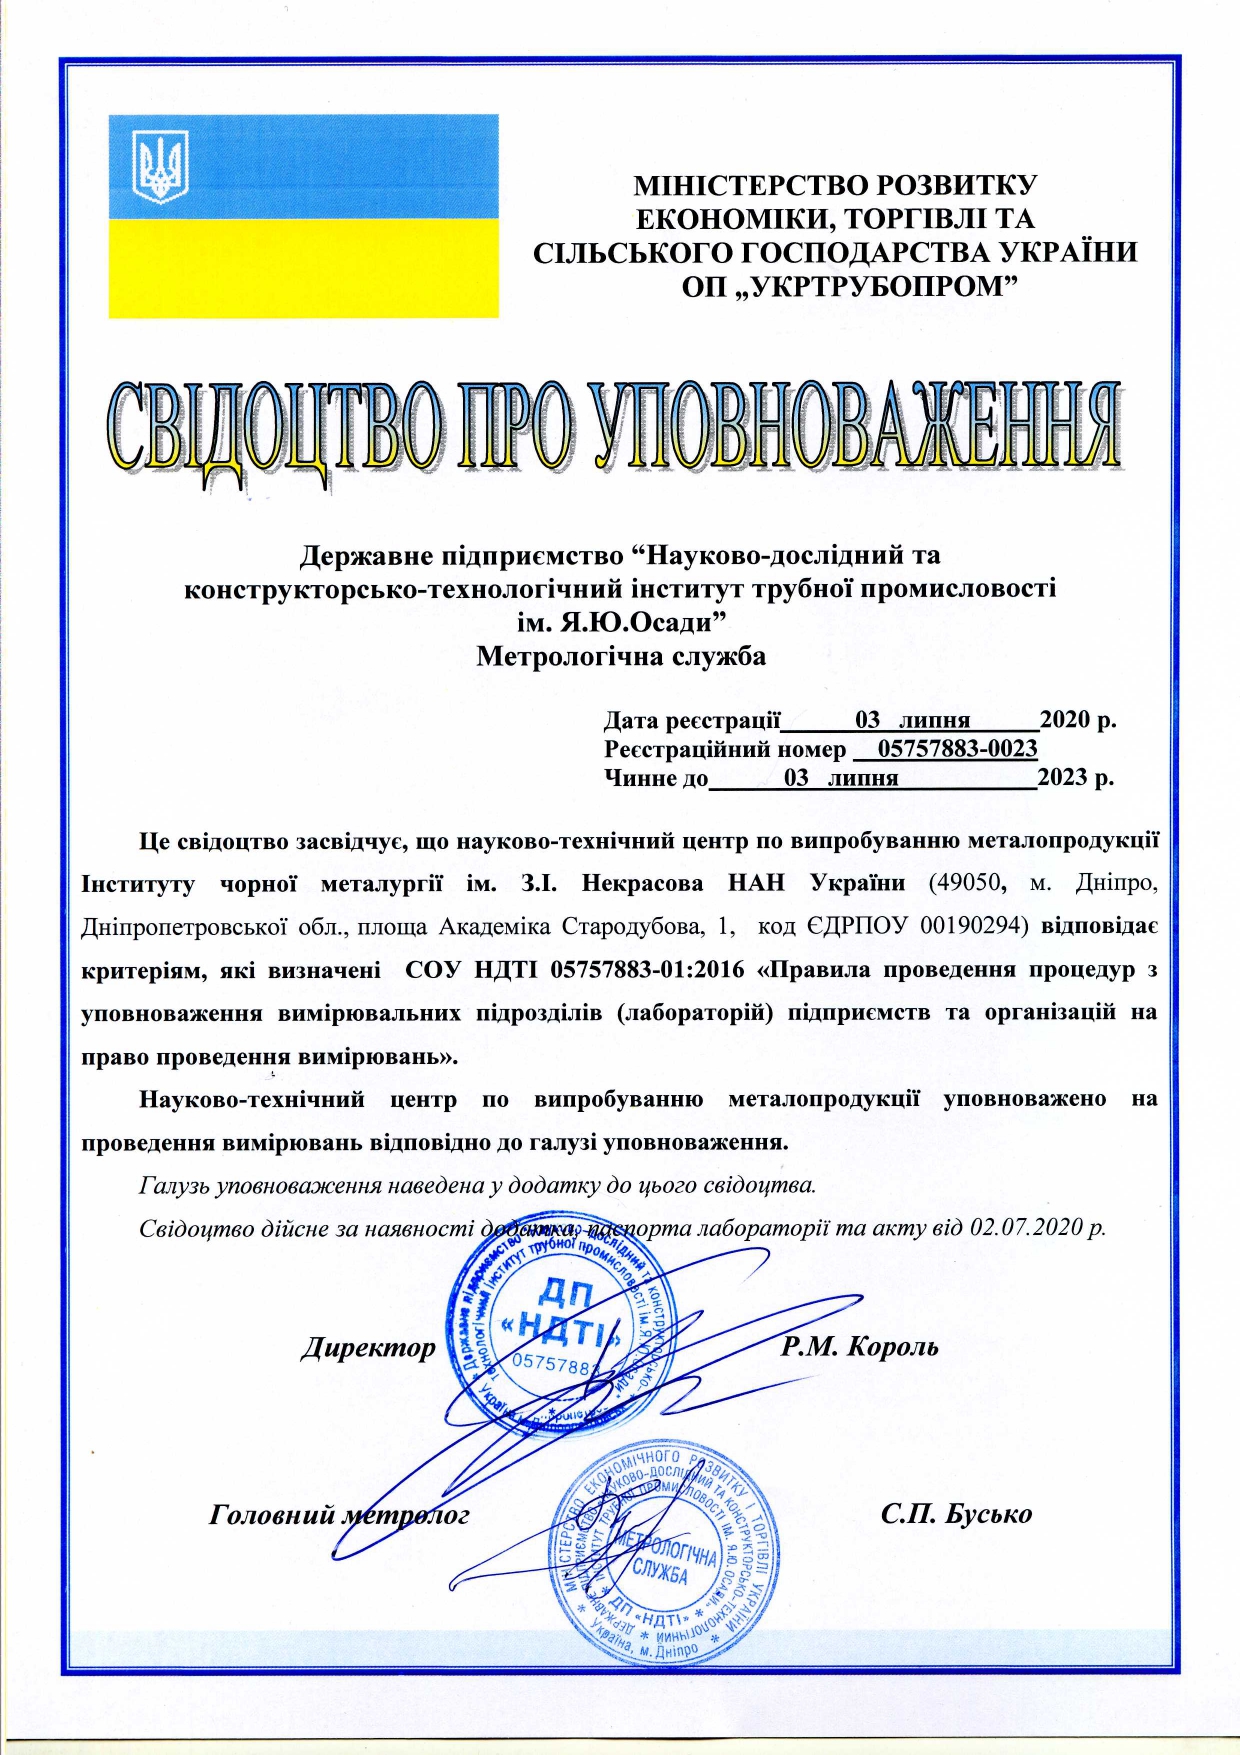 МІНІСТЕРСТВО РОЗВИТКУ
ЕКОНОМІКИ, ТОРГІВЛІ ТА
СІЛЬСЬКОГО ГОСПОДАРСТВА УКРАЇНИ
ОП „УКРТРУБОПРОМ”
СВІДОЦТВО ПРО УПОВНОВАЖЕННЯ
Державне підприємство “Науково-дослідний та
конструкторсько-технологічний інститут трубної промисловості
ім. Я.Ю.Осади”
Метрологічна служба
Дата реєстрації 03 липня 2020 р.
Реєстраційний номер 05757883-0023
Чинне до 03 липня 2023 р.
Це свідоцтво засвідчує, що науково-технічний центр по випробуванню металопродукції
Інституту чорної металургії ім. З.І. Некрасова НАН України (49050, м. Дніпро,
Дніпропетровської обл., площа Академіка Стародубова, 1, код ЄДРПОУ 00190294) відповідає
критеріям, які визначені СОУ НДТІ 05757883-01:2016 «Правила проведення процедур з
уповноваження вимірювальних підрозділів (лабораторій) підприємств та організацій на
право проведення вимірювань».
Науково-технічний центр по випробуванню металопродукції уповноважено на
проведення вимірювань відповідно до галузі уповноваження.
Галузь уповноваження наведена у додатку до цього свідоцтва.
Свідоцтво дійсне за наявності додатка, паспорта лабораторії та акту від 02.07.2020 р.
Державне підприємство Науково-дослідний та конструкторсько-
технологічний інститут трубної промисловості ім. Я.Ю. Осади
ДП
«НДТІ»
05757883
Україна
Директор
Р.М. Король
Головний метролог
С.П. Бусько
МІНІСТЕРСТВО ЕКОНОМІЧНОГО РОЗВИТКУ І ТОРГІВЛІ УКРАЇНИ
ДЕРЖАВНЕ ПІДПРИЄМСТВО «НАУКОВО-ДОСЛІДНИЙ ТА КОНСТРУКТОРСЬКО-ТЕХНОЛОГІЧНИЙ
ІНСТИТУТ ТРУБНОЇ ПРОМИСЛОВОСТІ ІМ. Я.Ю. ОСАДИ»
МЕТРОЛОГІЧНА
СЛУЖБА
* ДП «НДТІ» *
Україна, м. Дніпро